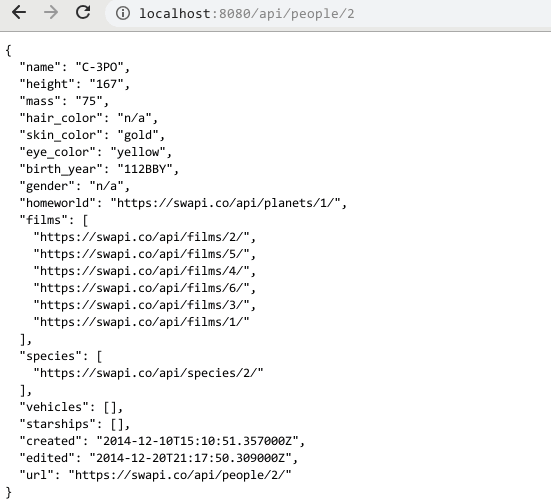 localhost:8080/api/people/2
{
  "name": "C-3PO",
  "height": "167",
  "mass": "75",
  "hair_color": "n/a",
  "skin_color": "gold",
  "eye_color": "yellow",
  "birth_year": "112BBY",
  "gender": "n/a",
  "homeworld": "https://swapi.co/api/planets/1/",
  "films": [
    "https://swapi.co/api/films/2/",
    "https://swapi.co/api/films/5/",
    "https://swapi.co/api/films/4/",
    "https://swapi.co/api/films/6/",
    "https://swapi.co/api/films/3/",
    "https://swapi.co/api/films/1/"
  ],
  "species": [
    "https://swapi.co/api/species/2/"
  ],
  "vehicles": [],
  "starships": [],
  "created": "2014-12-10T15:10:51.357000Z",
  "edited": "2014-12-20T21:17:50.309000Z",
  "url": "https://swapi.co/api/people/2/"
}